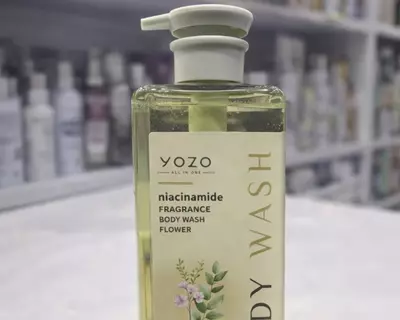 YOZO
ALL IN ONE
niacinamide
FRAGRANCE
BODY WASH
FLOWER
DY WASH